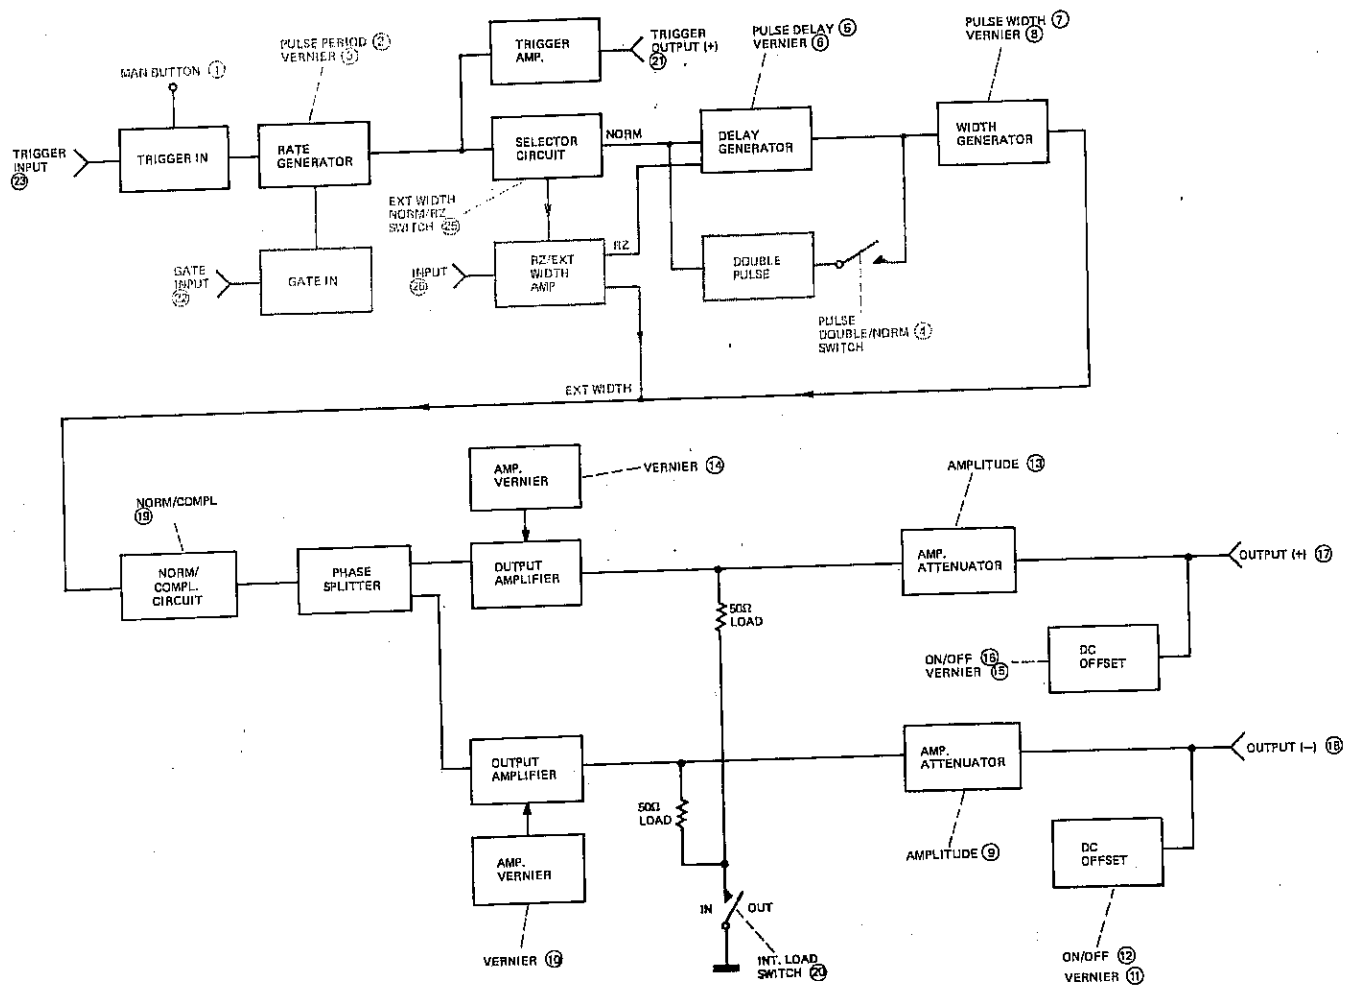 PULSE PERIOD ②
VERNIER ③
MAN BUTTON ①
TRIGGER
INPUT
㉓
TRIGGER IN
RATE
GENERATOR
GATE
INPUT
㉒
GATE IN
TRIGGER
AMP.
TRIGGER
OUTPUT (+)
㉑
SELECTOR
CIRCUIT
NORM
EXT WIDTH
NORM/RZ
SWITCH ㉕
INPUT
㉖
RZ/EXT
WIDTH
AMP
RZ
PULSE DELAY ⑤
VERNIER ⑥
DELAY
GENERATOR
DOUBLE
PULSE
PULSE
DOUBLE/NORM ④
SWITCH
PULSE WIDTH ⑦
VERNIER ⑧
WIDTH
GENERATOR
EXT WIDTH
NORM/COMPL
⑲
NORM/
COMPL.
CIRCUIT
PHASE
SPLITTER
AMP.
VERNIER
VERNIER ⑭
OUTPUT
AMPLIFIER
50Ω
LOAD
AMPLITUDE ⑬
AMP.
ATTENUATOR
OUTPUT (+) ⑰
ON/OFF ⑯
VERNIER ⑮
DC
OFFSET
OUTPUT
AMPLIFIER
50Ω
LOAD
AMP.
VERNIER
VERNIER ⑩
IN
OUT
INT. LOAD
SWITCH ⑳
AMP.
ATTENUATOR
AMPLITUDE ⑨
OUTPUT (—) ⑱
DC
OFFSET
ON/OFF ⑫
VERNIER ⑪